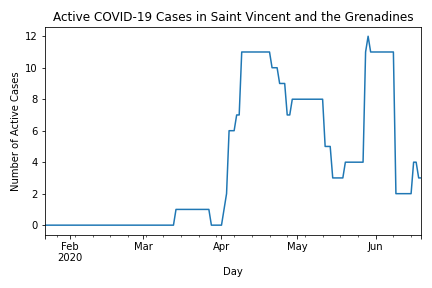 Active COVID-19 Cases in Saint Vincent and the Grenadines
Number of Active Cases
12
10
8
6
4
2
0
Feb Mar Apr May Jun
2020
Day